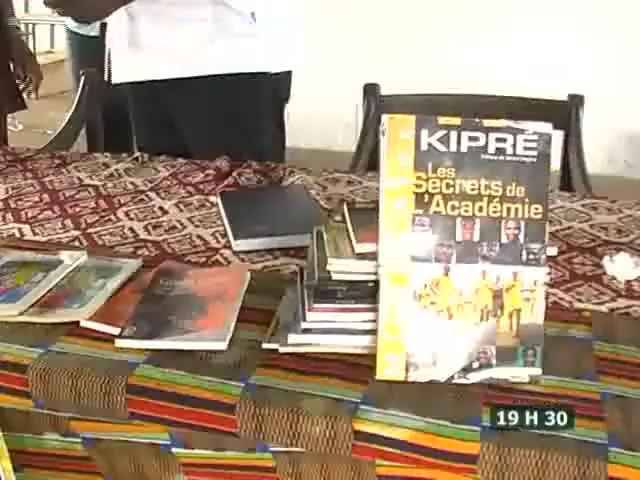 KIPRÉ
Les
Secrets de
L'Académie
19 H 30